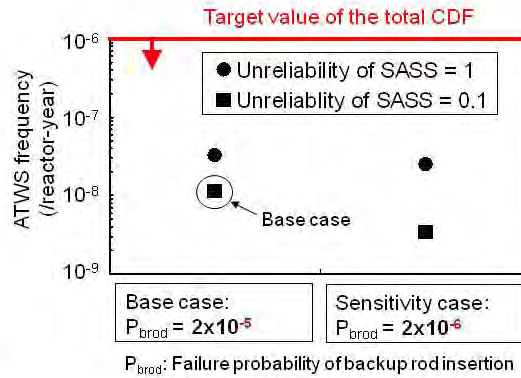 Target value of the total CDF
10⁻⁶
Unreliability of SASS = 1
Unreliablity of SASS = 0.1
10⁻⁷
ATWS frequency
(/reactor-year)
10⁻⁸
Base case
10⁻⁹
Base case:
P_brod = 2x10⁻⁵
Sensitivity case:
P_brod = 2x10⁻⁶
P_brod: Failure probability of backup rod insertion